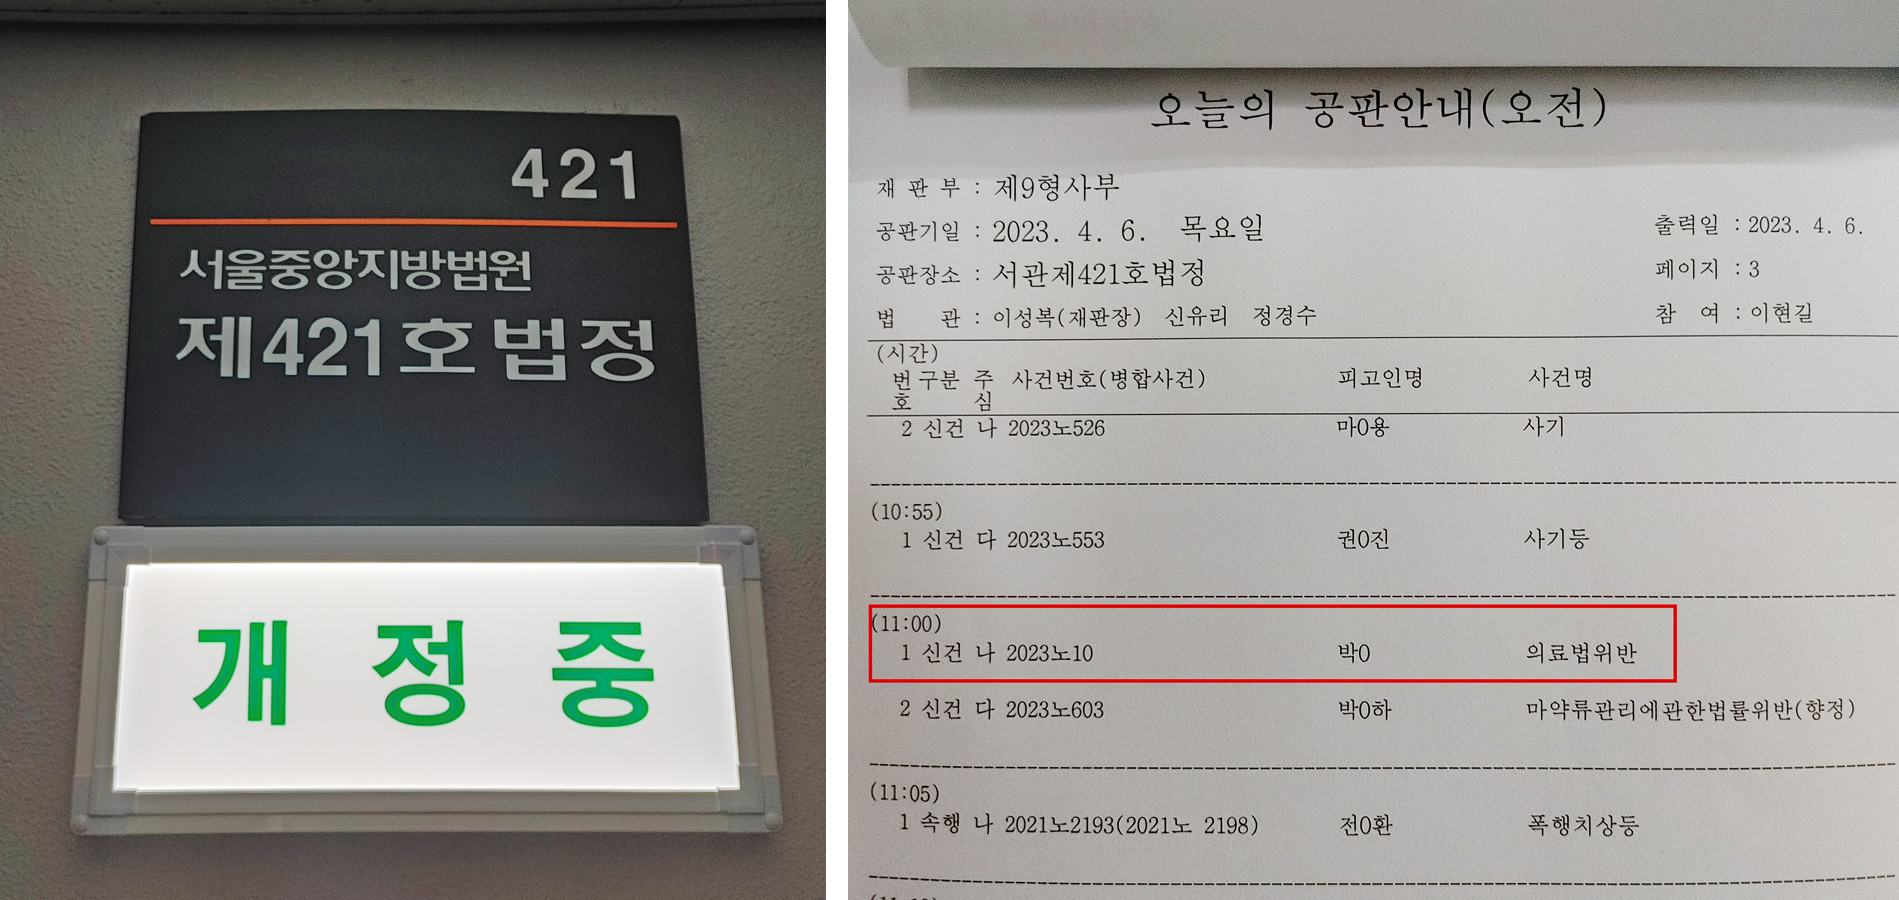 421
서울중앙지방법원
제421호법정
개 정 중
오늘의 공판안내(오전)
재 판 부 : 제9형사부
공판기일 : 2023. 4. 6. 목요일 출력일 : 2023. 4. 6.
공판장소 : 서관제421호법정 페이지 : 3
법 관 : 이성복(재판장) 신유리 정경수 참 여 : 이현길
(시간)
번 구분 주 사건번호(병합사건) 피고인명 사건명
호 심
2 신건 나 2023노526 마0용 사기
(10:55)
1 신건 다 2023노553 권0진 사기등
(11:00)
1 신건 나 2023노10 박0 의료법위반
2 신건 다 2023노603 박0하 마약류관리에관한법률위반(향정)
(11:05)
1 속행 나 2021노2193(2021노 2198) 전0환 폭행치상등